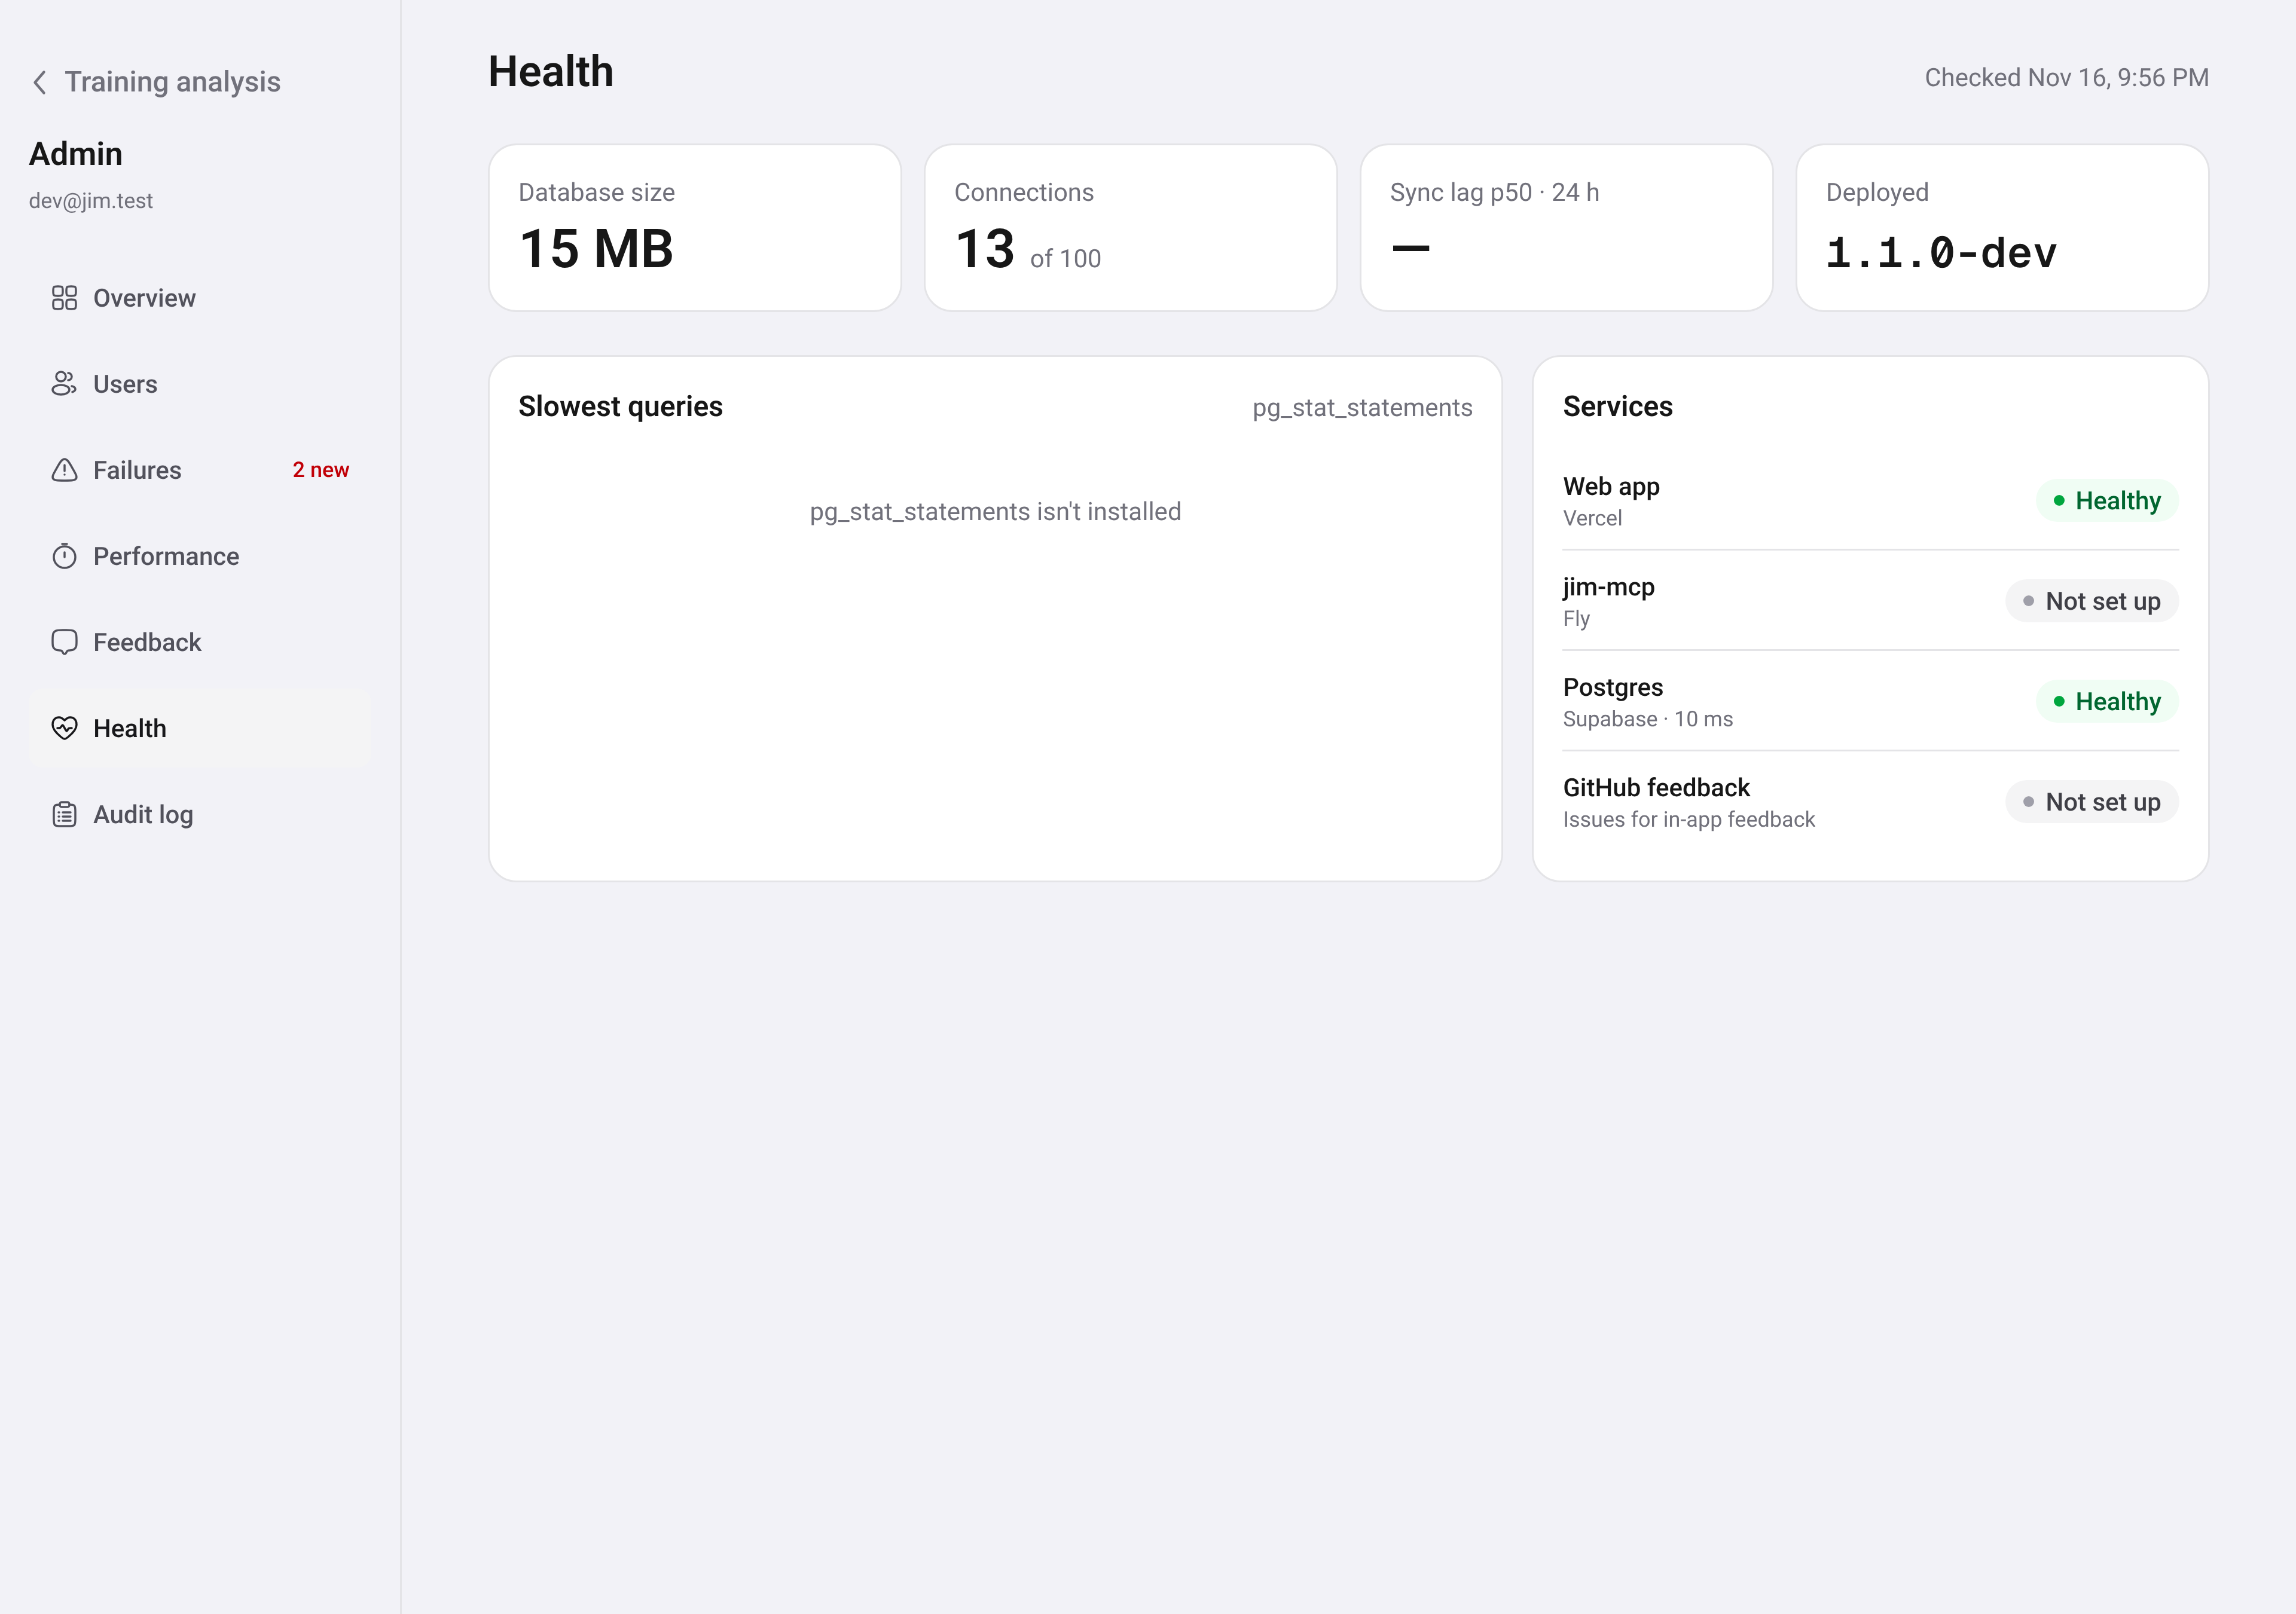 Training analysis
Admin
dev@jim.test
Overview
Users
Failures 2 new
Performance
Feedback
Health
Audit log
Health
Checked Nov 16, 9:56 PM
Database size
15 MB
Connections
13 of 100
Sync lag p50 · 24 h
—
Deployed
1.1.0-dev
Slowest queries
pg_stat_statements
pg_stat_statements isn't installed
Services
Web app
Vercel
Healthy
jim-mcp
Fly
Not set up
Postgres
Supabase · 10 ms
Healthy
GitHub feedback
Issues for in-app feedback
Not set up